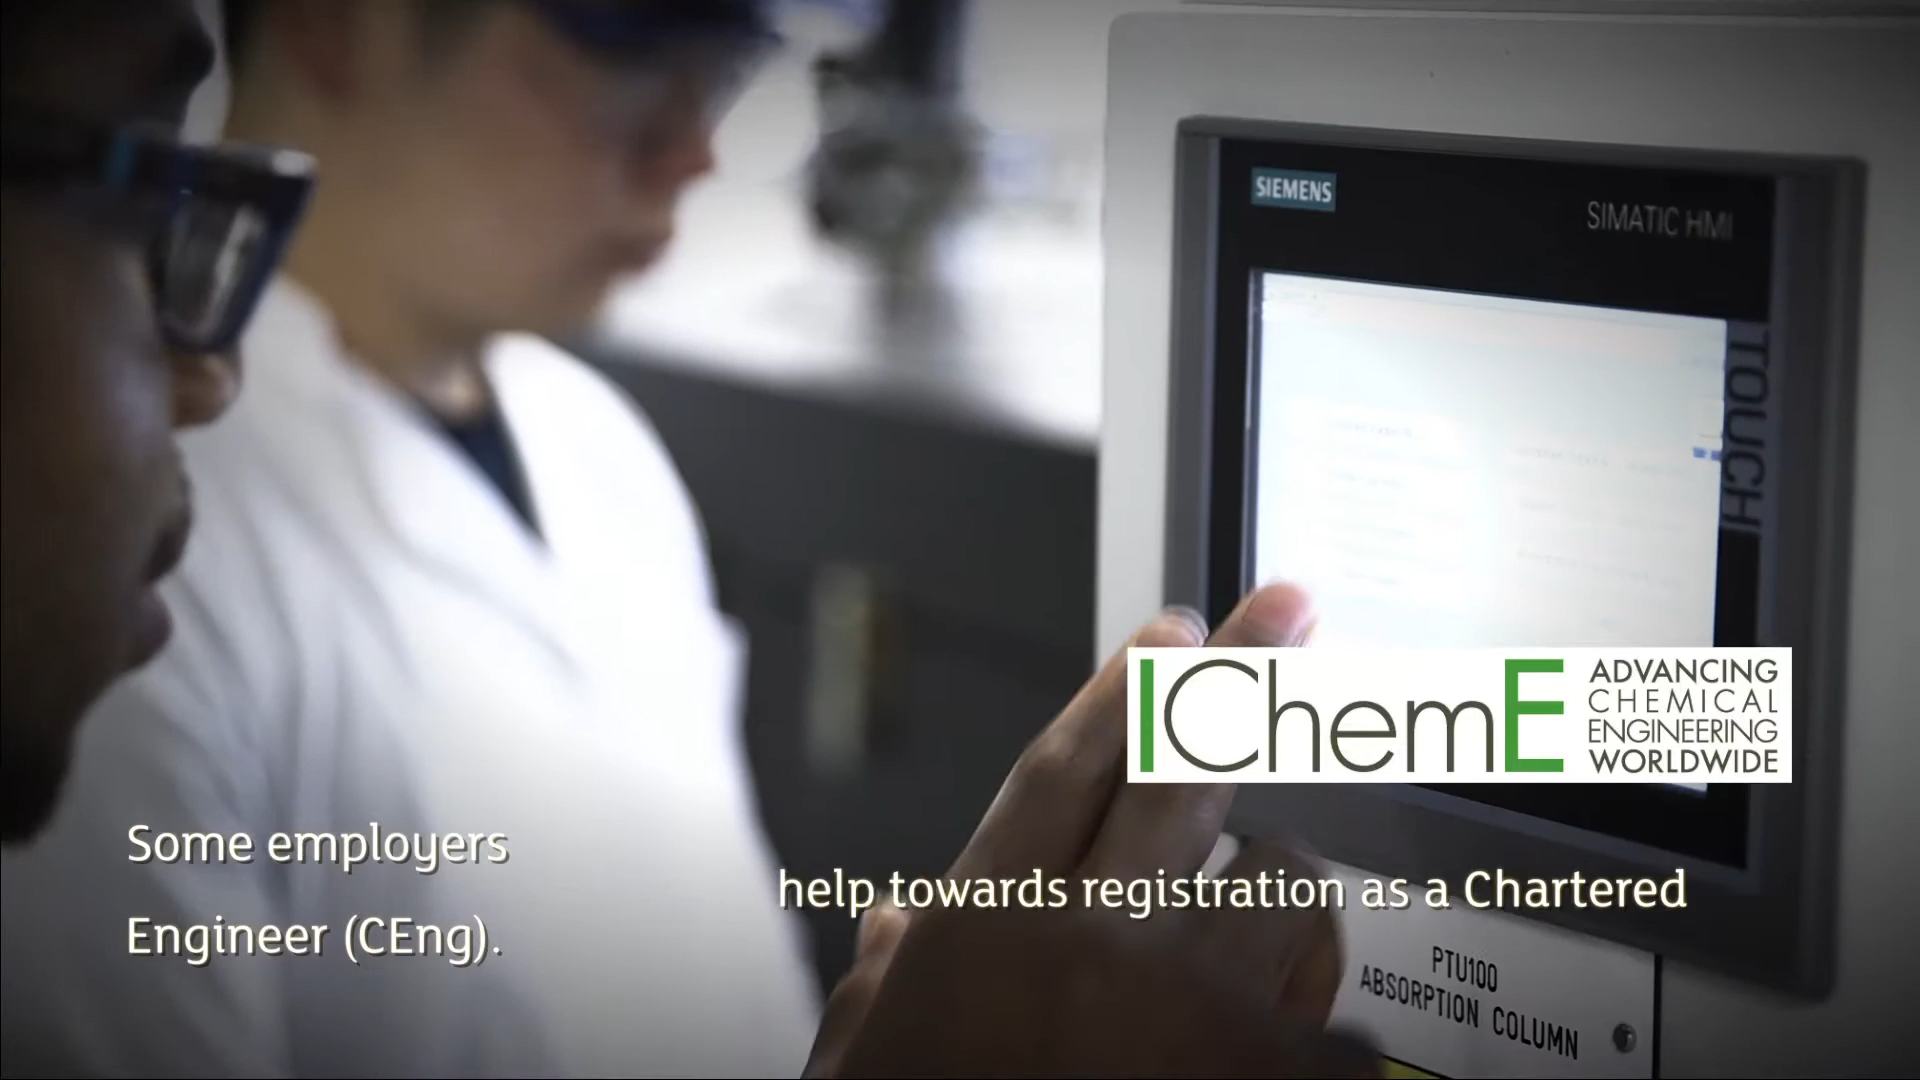 SIEMENS
SIMATIC HMI
TOUCH
IChemE
ADVANCING
CHEMICAL
ENGINEERING
WORLDWIDE
Some employers
help towards registration as a Chartered
Engineer (CEng).
PTU100
ABSORPTION COLUMN